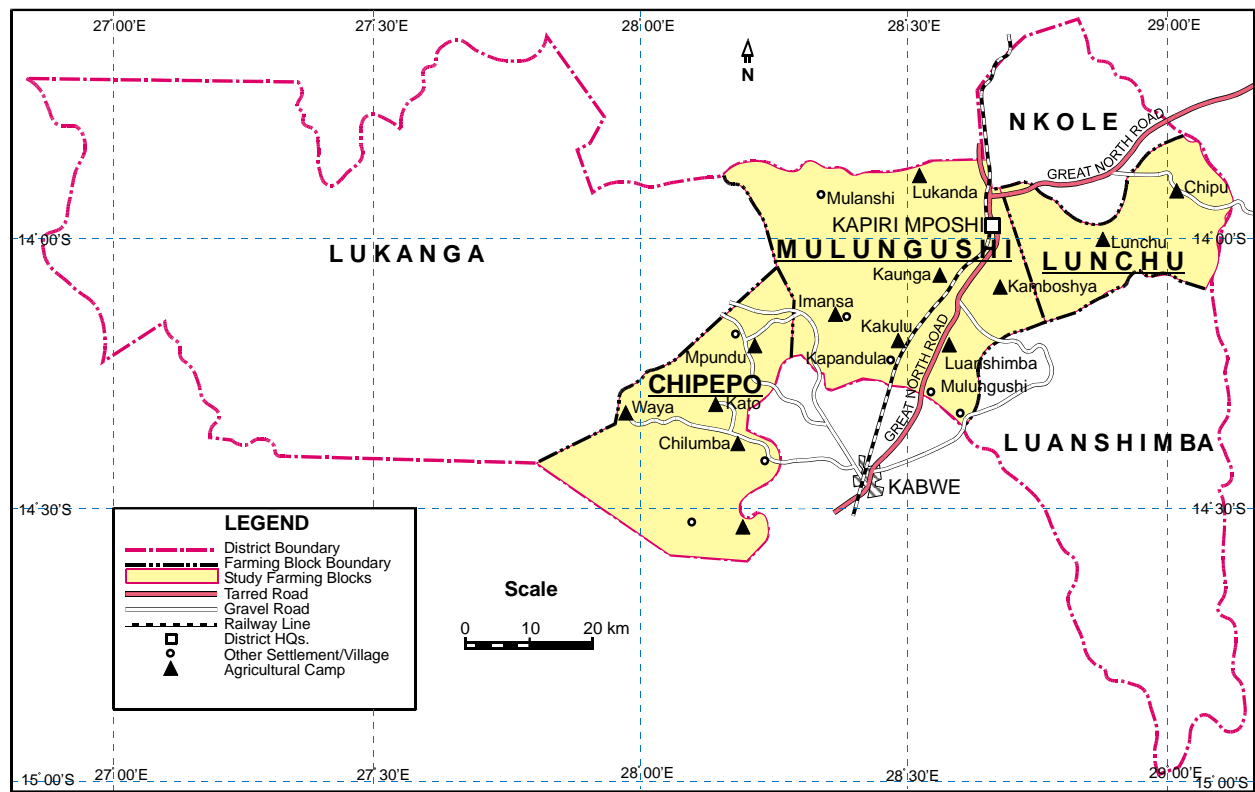 27°00'E 27°30'E 28°00'E 28°30'E 29°00'E
N
NKOLE
GREAT NORTH ROAD
Chipu
Lukanda
Mulanshi
KAPIRI MPOSHI
14°00'S 14°00'S
LUKANGA
MULUNGUSHI
Lunchu
LUNCHU
Kaunga
Kamboshya
Imansa
Kakulu
GREAT NORTH ROAD
Mpundu
Kapandula
Luanshimba
CHIPEPO
Mulungushi
Waya
Kato
Chilumba
LUANSHIMBA
KABWE
14°30'S 14°30'S
LEGEND
District Boundary
Farming Block Boundary
Study Farming Blocks
Tarred Road
Gravel Road
Railway Line
District HQs.
Other Settlement/Village
Agricultural Camp
Scale
0 10 20 km
15°00'S 27°00'E 27°30'E 28°00'E 28°30'E 29°00'E 15°00'S